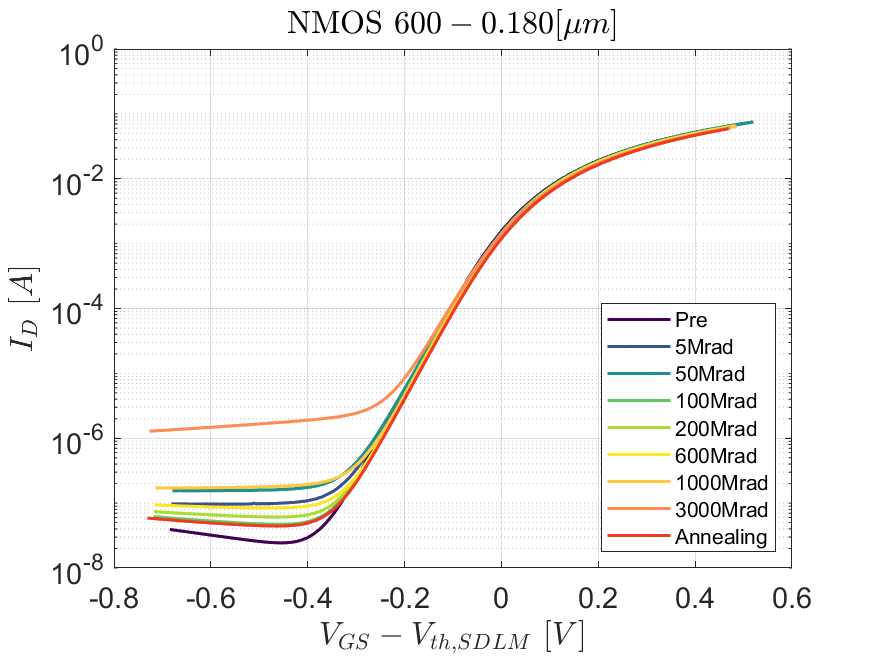 NMOS 600 − 0.180[μm]
10^0
10^-2
10^-4
10^-6
10^-8
I_D [A]
-0.8
-0.6
-0.4
-0.2
0
0.2
0.4
0.6
V_GS − V_th,SDLM [V]
Pre
5Mrad
50Mrad
100Mrad
200Mrad
600Mrad
1000Mrad
3000Mrad
Annealing